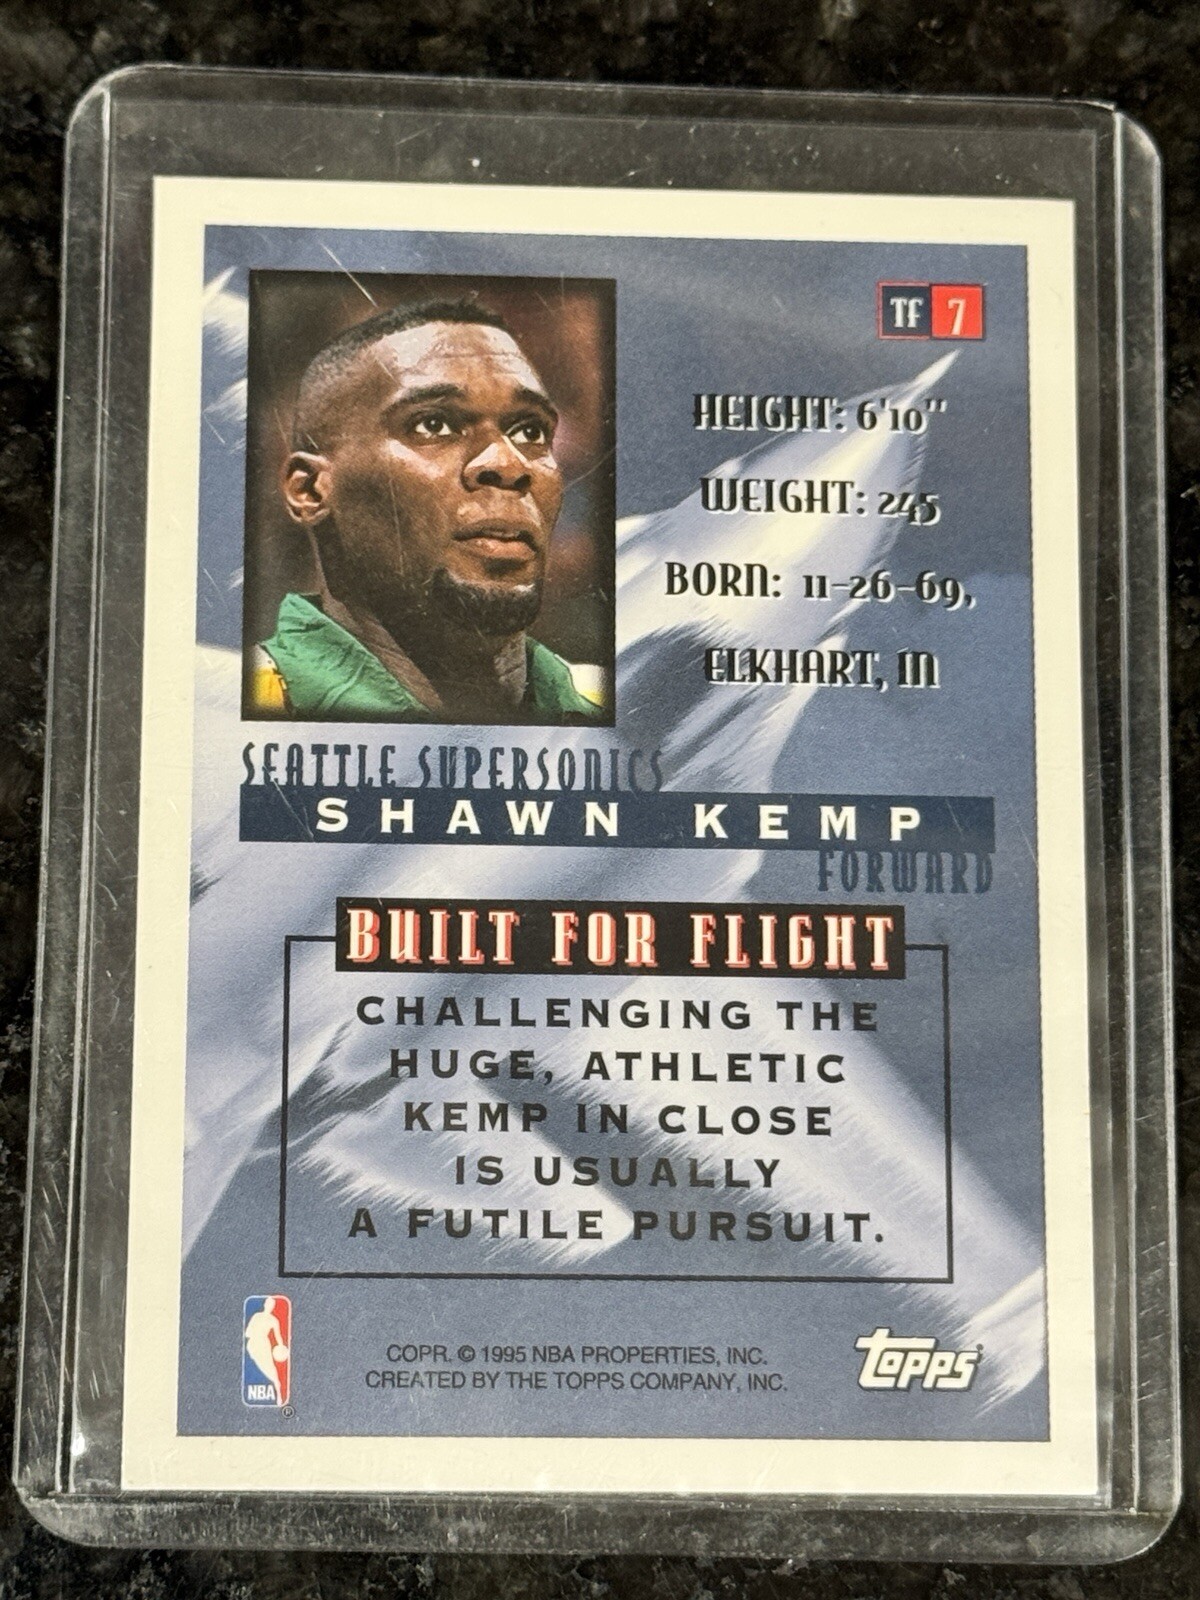 TF 7
HEIGHT: 6'10"
WEIGHT: 245
BORN: 11-26-69,
ELKHART, IN
SEATTLE SUPERSONICS
SHAWN KEMP
FORWARD
BUILT FOR FLIGHT
CHALLENGING THE
HUGE, ATHLETIC
KEMP IN CLOSE
IS USUALLY
A FUTILE PURSUIT.
NBA
COPR. © 1995 NBA PROPERTIES, INC.
CREATED BY THE TOPPS COMPANY, INC.
TOPPS